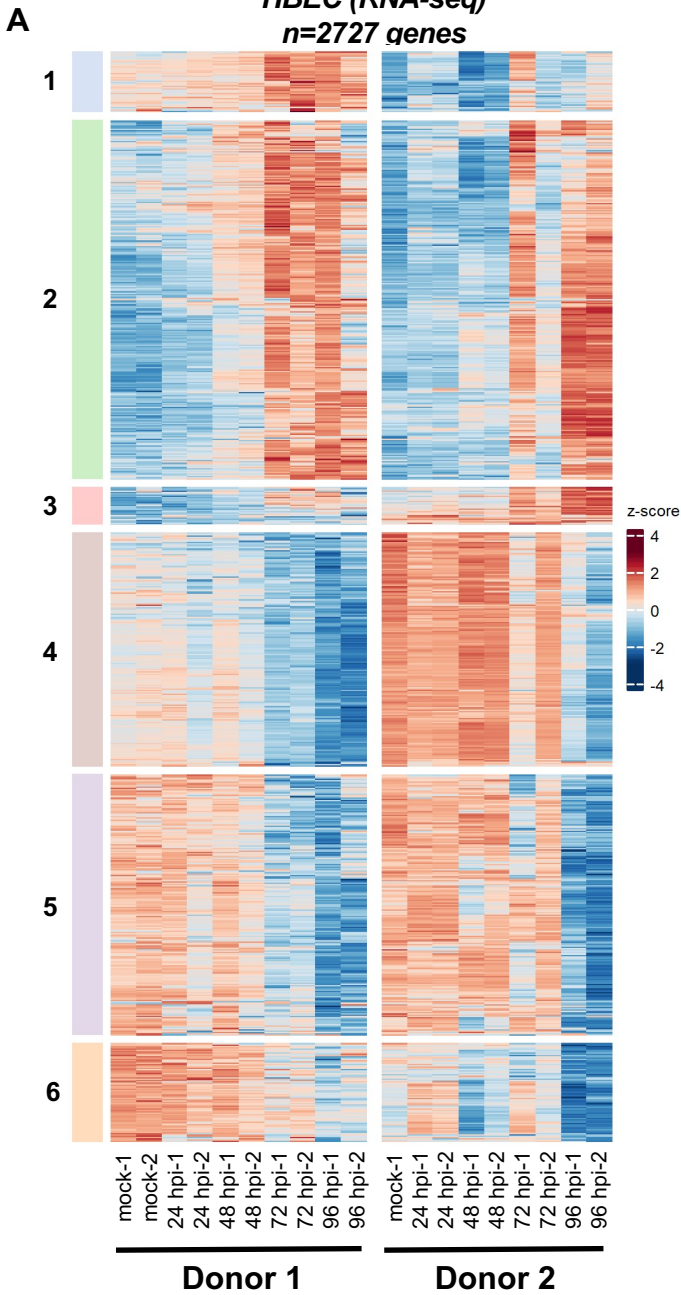 A
HBEC (RNA-seq)
n=2727 genes
1
2
3
4
5
6
z-score
4
2
0
-2
-4
mock-1
mock-2
24 hpi-1
24 hpi-2
48 hpi-1
48 hpi-2
72 hpi-1
72 hpi-2
96 hpi-1
96 hpi-2
mock-1
24 hpi-1
24 hpi-2
48 hpi-1
48 hpi-2
72 hpi-1
72 hpi-2
96 hpi-1
96 hpi-2
Donor 1
Donor 2